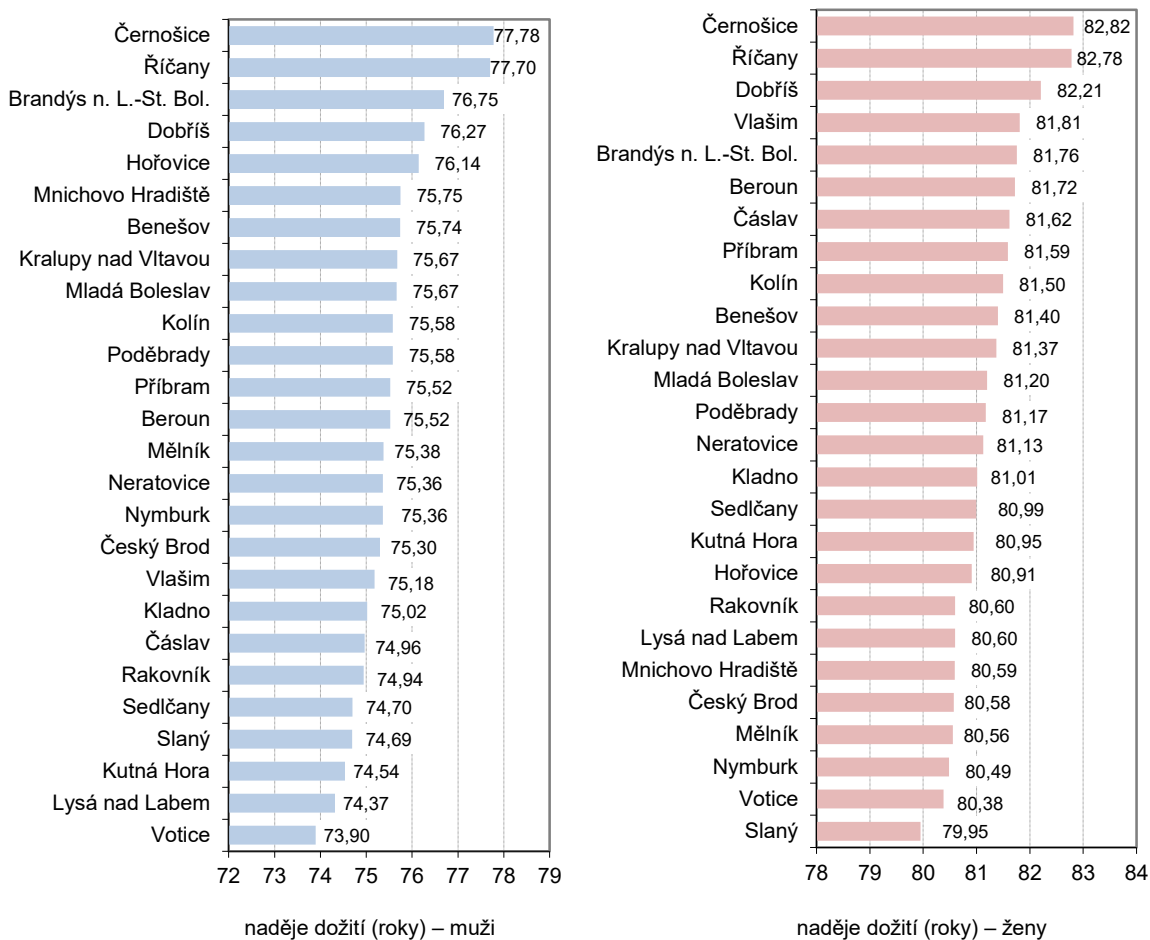 Černošice 77,78
Říčany 77,70
Brandýs n. L.-St. Bol. 76,75
Dobříš 76,27
Hořovice 76,14
Mnichovo Hradiště 75,75
Benešov 75,74
Kralupy nad Vltavou 75,67
Mladá Boleslav 75,67
Kolín 75,58
Poděbrady 75,58
Příbram 75,52
Beroun 75,52
Mělník 75,38
Neratovice 75,36
Nymburk 75,36
Český Brod 75,30
Vlašim 75,18
Kladno 75,02
Čáslav 74,96
Rakovník 74,94
Sedlčany 74,70
Slaný 74,69
Kutná Hora 74,54
Lysá nad Labem 74,37
Votice 73,90
72 73 74 75 76 77 78 79
naděje dožití (roky) – muži
Černošice 82,82
Říčany 82,78
Dobříš 82,21
Vlašim 81,81
Brandýs n. L.-St. Bol. 81,76
Beroun 81,72
Čáslav 81,62
Příbram 81,59
Kolín 81,50
Benešov 81,40
Kralupy nad Vltavou 81,37
Mladá Boleslav 81,20
Poděbrady 81,17
Neratovice 81,13
Kladno 81,01
Sedlčany 80,99
Kutná Hora 80,95
Hořovice 80,91
Rakovník 80,60
Lysá nad Labem 80,60
Mnichovo Hradiště 80,59
Český Brod 80,58
Mělník 80,56
Nymburk 80,49
Votice 80,38
Slaný 79,95
78 79 80 81 82 83 84
naděje dožití (roky) – ženy